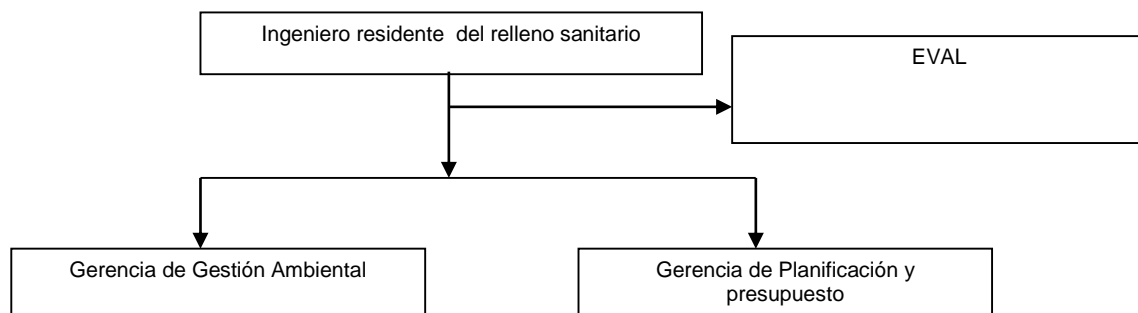 Ingeniero residente del relleno sanitario
EVAL
Gerencia de Gestión Ambiental
Gerencia de Planificación y
presupuesto